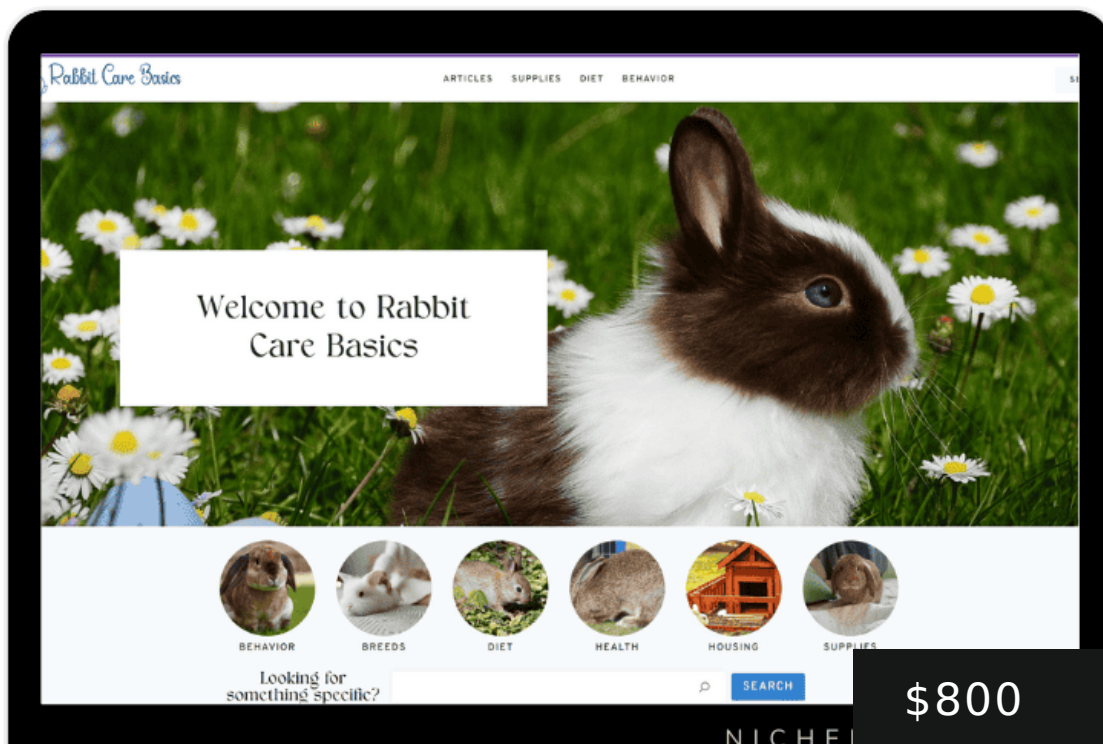 Rabbit Care Basics
ARTICLES SUPPLIES DIET BEHAVIOR
Welcome to Rabbit
Care Basics
BEHAVIOR BREEDS DIET HEALTH HOUSING SUPPLIES
Looking for
something specific?
SEARCH
$800